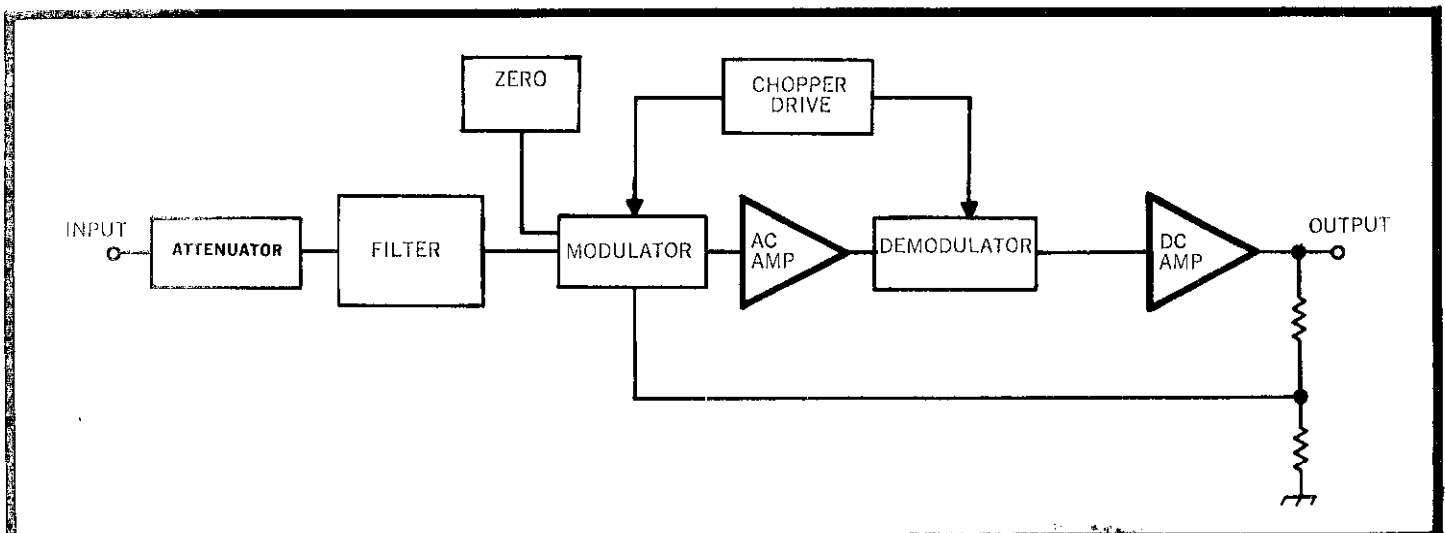 ZERO
CHOPPER
DRIVE
INPUT
ATTENUATOR
FILTER
MODULATOR
AC
AMP
DEMODULATOR
DC
AMP
OUTPUT